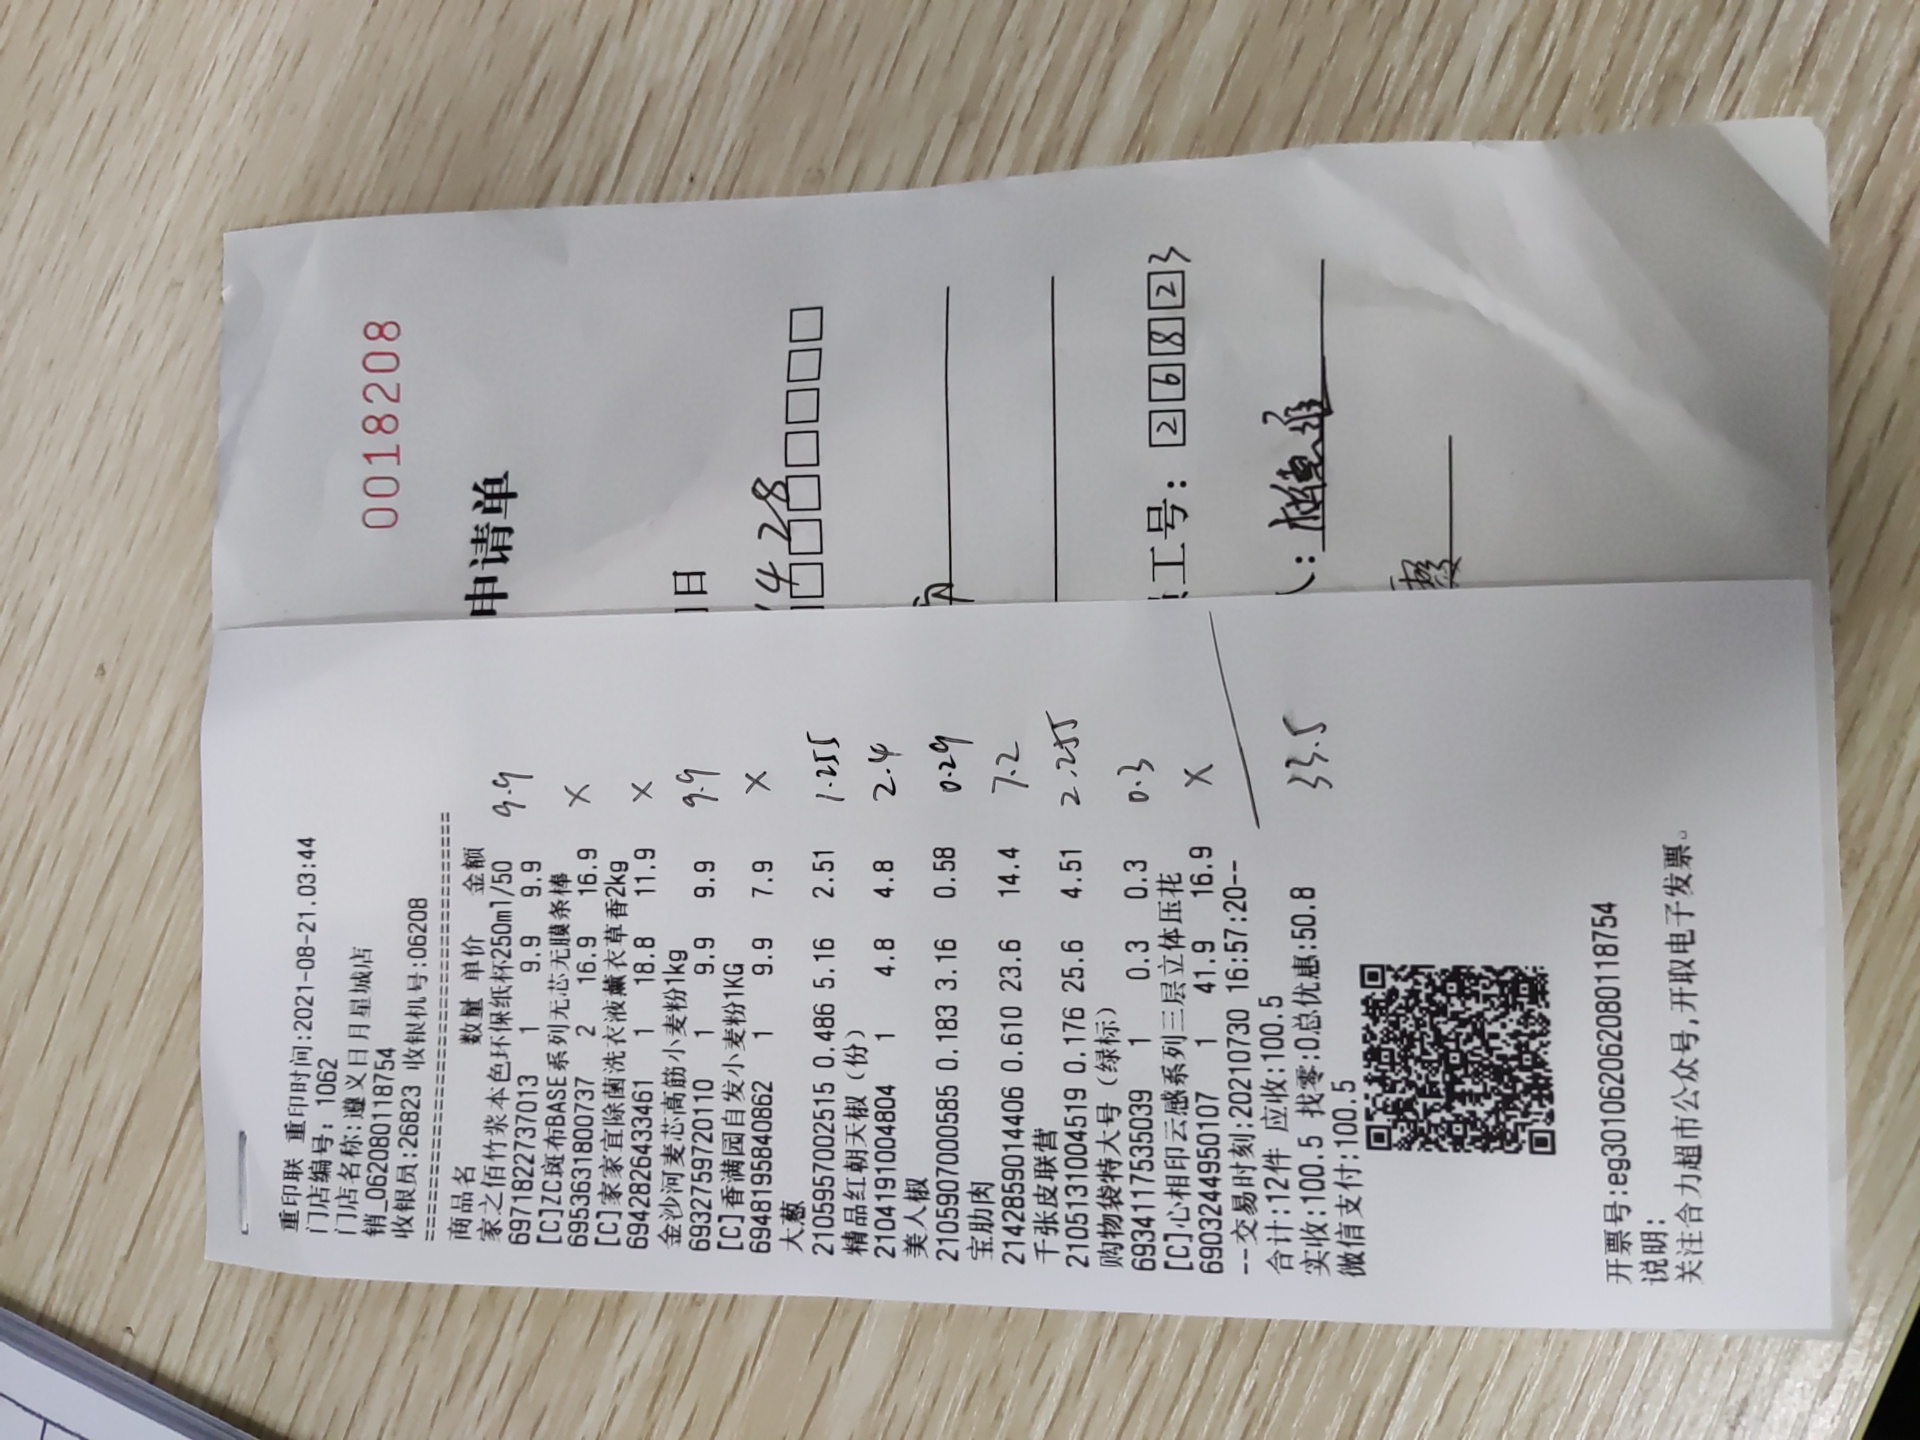 重印联 重印时间:2021-08-21.03:44
门店编号: 1062
门店名称:遵义日月星城店
销_0620801118754
收银员:26823 收银机号:06208
商品名 数量 单价 金额
家之佰竹浆本色环保纸杯250ml/50
6971822737013 1 9.9 9.9 9.9
[C]ZC斑布BASE系列无芯无膜条棒
6953631800737 2 16.9 16.9 ×
[C]家家宜除菌洗衣液薰衣草香2kg
6942826433461 1 18.8 11.9 ×
金沙河麦芯高筋小麦粉1kg
6932759720110 1 9.9 9.9 9.9
[C]香满园自发小麦粉1KG
6948195840862 1 9.9 7.9 ×
大葱
2105957002515 0.486 5.16 2.51 1.255
精品红朝天椒(份)
2104191004804 1 4.8 4.8 2.4
美人椒
2105907000585 0.183 3.16 0.58 0.29
宝肋肉
2142859014406 0.610 23.6 14.4 7.2
千张皮联营
2105131004519 0.176 25.6 4.51 2.255
购物袋特大号(绿标)
6934117535039 1 0.3 0.3 0.3
[C]心相印云感系列三层立体压花
6903244950107 1 41.9 16.9 ×
--交易时刻:20210730 16:57:20--
合计:12件 应收:100.5
实收:100.5 找零:0总优惠:50.8
33.5
微信支付:100.5
开票号:eg9301062062080118754
说明:
关注合力超市公众号,开取电子发票。
00018208
申请单
日
4 2 8
工号: 2 6 8 2 3